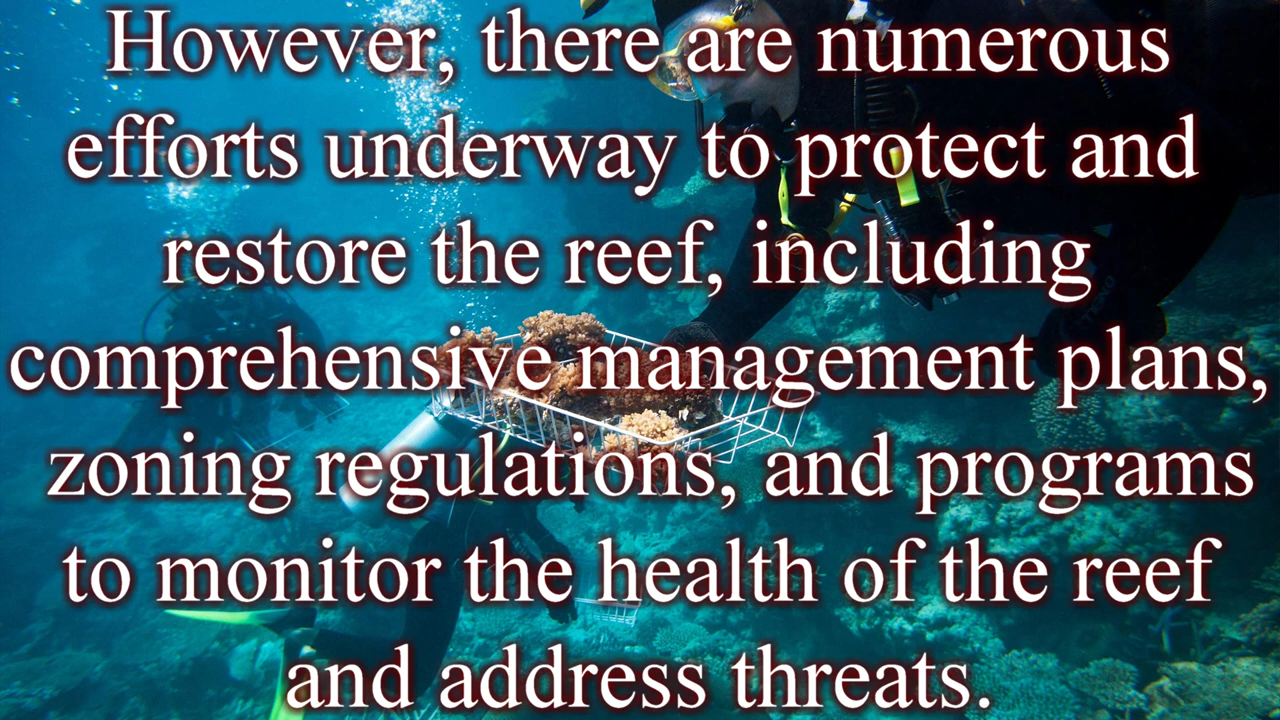 However, there are numerous
efforts underway to protect and
restore the reef, including
comprehensive management plans,
zoning regulations, and programs
to monitor the health of the reef
and address threats.